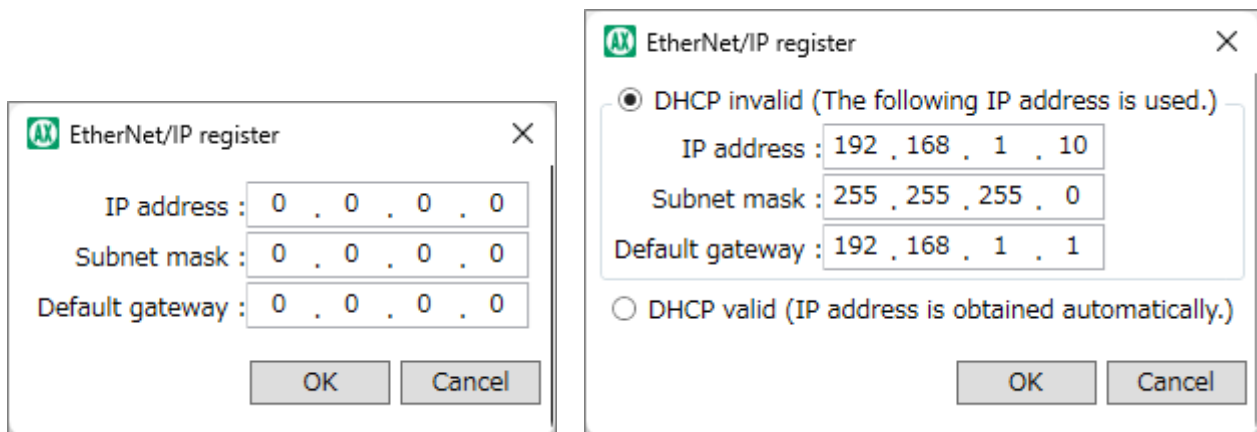 AX EtherNet/IP register
IP address : 0 . 0 . 0 . 0
Subnet mask : 0 . 0 . 0 . 0
Default gateway : 0 . 0 . 0 . 0
OK Cancel
AX EtherNet/IP register
DHCP invalid (The following IP address is used.)
IP address : 192 . 168 . 1 . 10
Subnet mask : 255 . 255 . 255 . 0
Default gateway : 192 . 168 . 1 . 1
DHCP valid (IP address is obtained automatically.)
OK Cancel